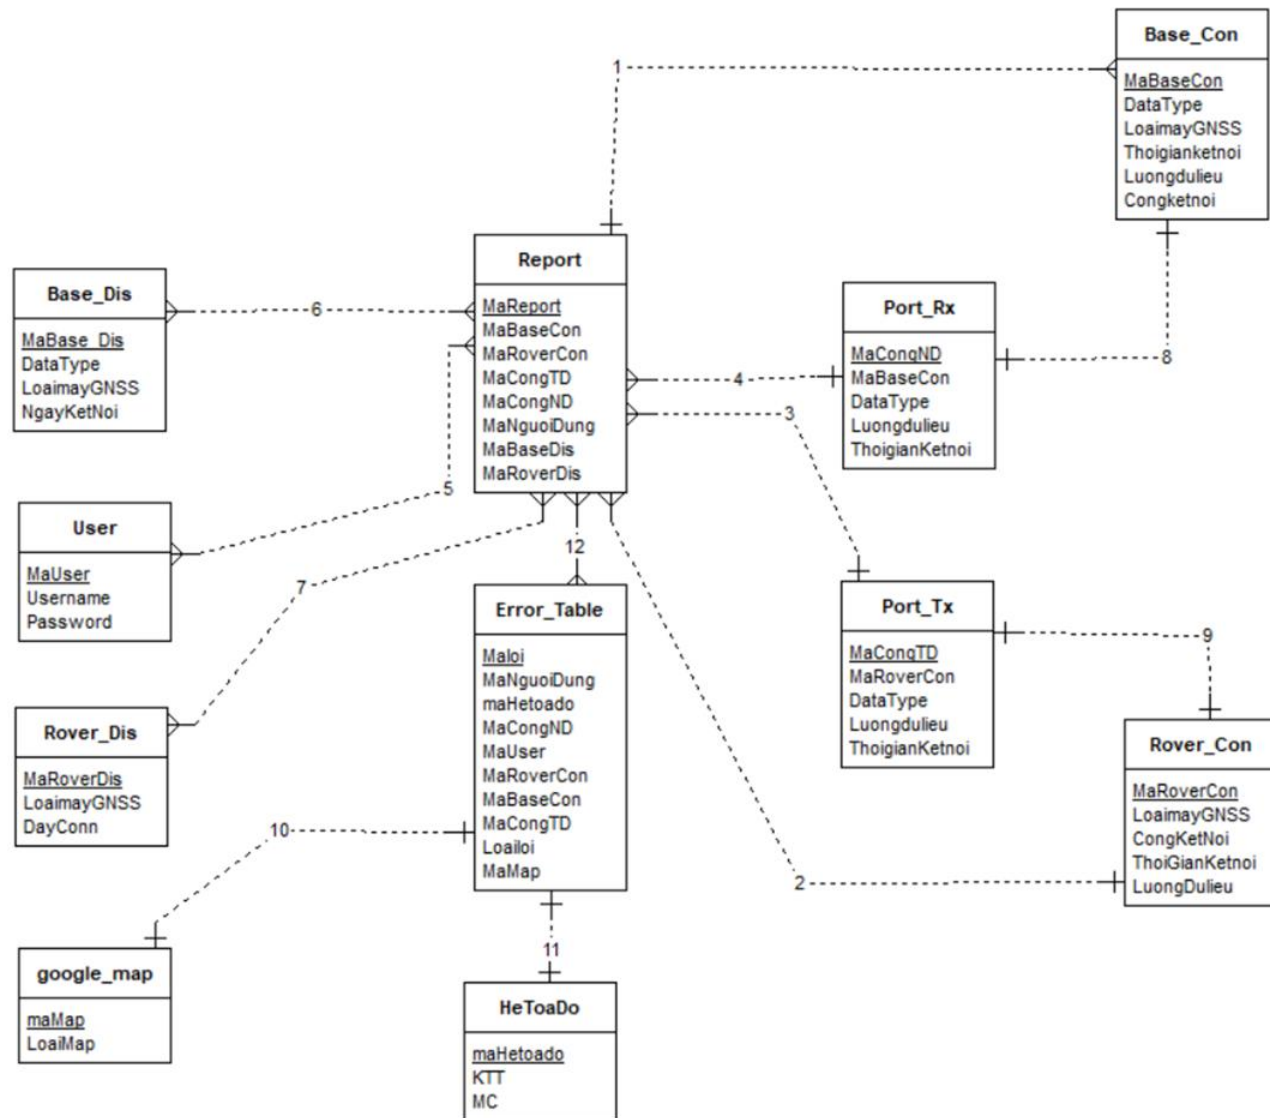 Base_Con
MaBaseCon
DataType
LoaimayGNSS
Thoigianketnoi
Luongdulieu
Congketnoi
1
Report
MaReport
MaBaseCon
MaRoverCon
MaCongTD
MaCongND
MaNguoiDung
MaBaseDis
MaRoverDis
Base_Dis
MaBase_Dis
DataType
LoaimayGNSS
NgayKetNoi
6
Port_Rx
MaCongND
MaBaseCon
DataType
Luongdulieu
ThoigianKetnoi
8
4
3
5
User
MaUser
Username
Password
7
12
Error_Table
Maloi
MaNguoiDung
maHetoado
MaCongND
MaUser
MaRoverCon
MaBaseCon
MaCongTD
Loailoi
MaMap
Port_Tx
MaCongTD
MaRoverCon
DataType
Luongdulieu
ThoigianKetnoi
9
Rover_Dis
MaRoverDis
LoaimayGNSS
DayConn
Rover_Con
MaRoverCon
LoaimayGNSS
CongKetNoi
ThoiGianKetnoi
LuongDulieu
10
2
11
google_map
maMap
LoaiMap
HeToaDo
maHetoado
KTT
MC